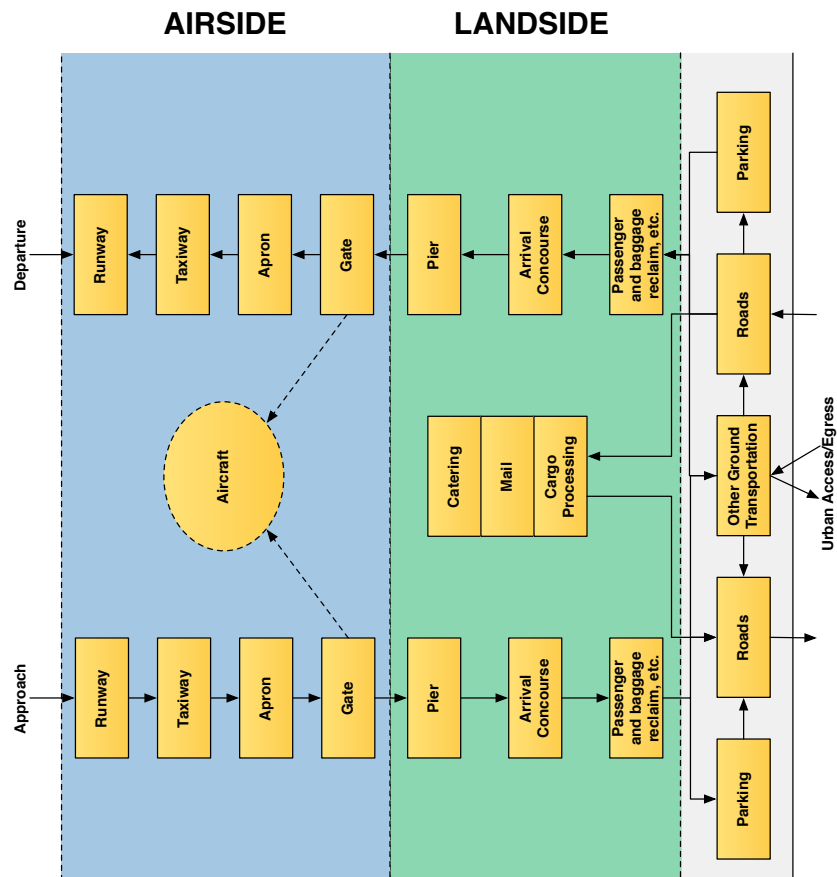 AIRSIDE
LANDSIDE
Departure
Runway
Taxiway
Apron
Gate
Pier
Arrival
Concourse
Passenger
and baggage
reclaim, etc.
Roads
Parking
Aircraft
Catering
Mail
Cargo
Processing
Other Ground
Transportation
Urban Access/Egress
Approach
Runway
Taxiway
Apron
Gate
Pier
Arrival
Concourse
Passenger
and baggage
reclaim, etc.
Roads
Parking